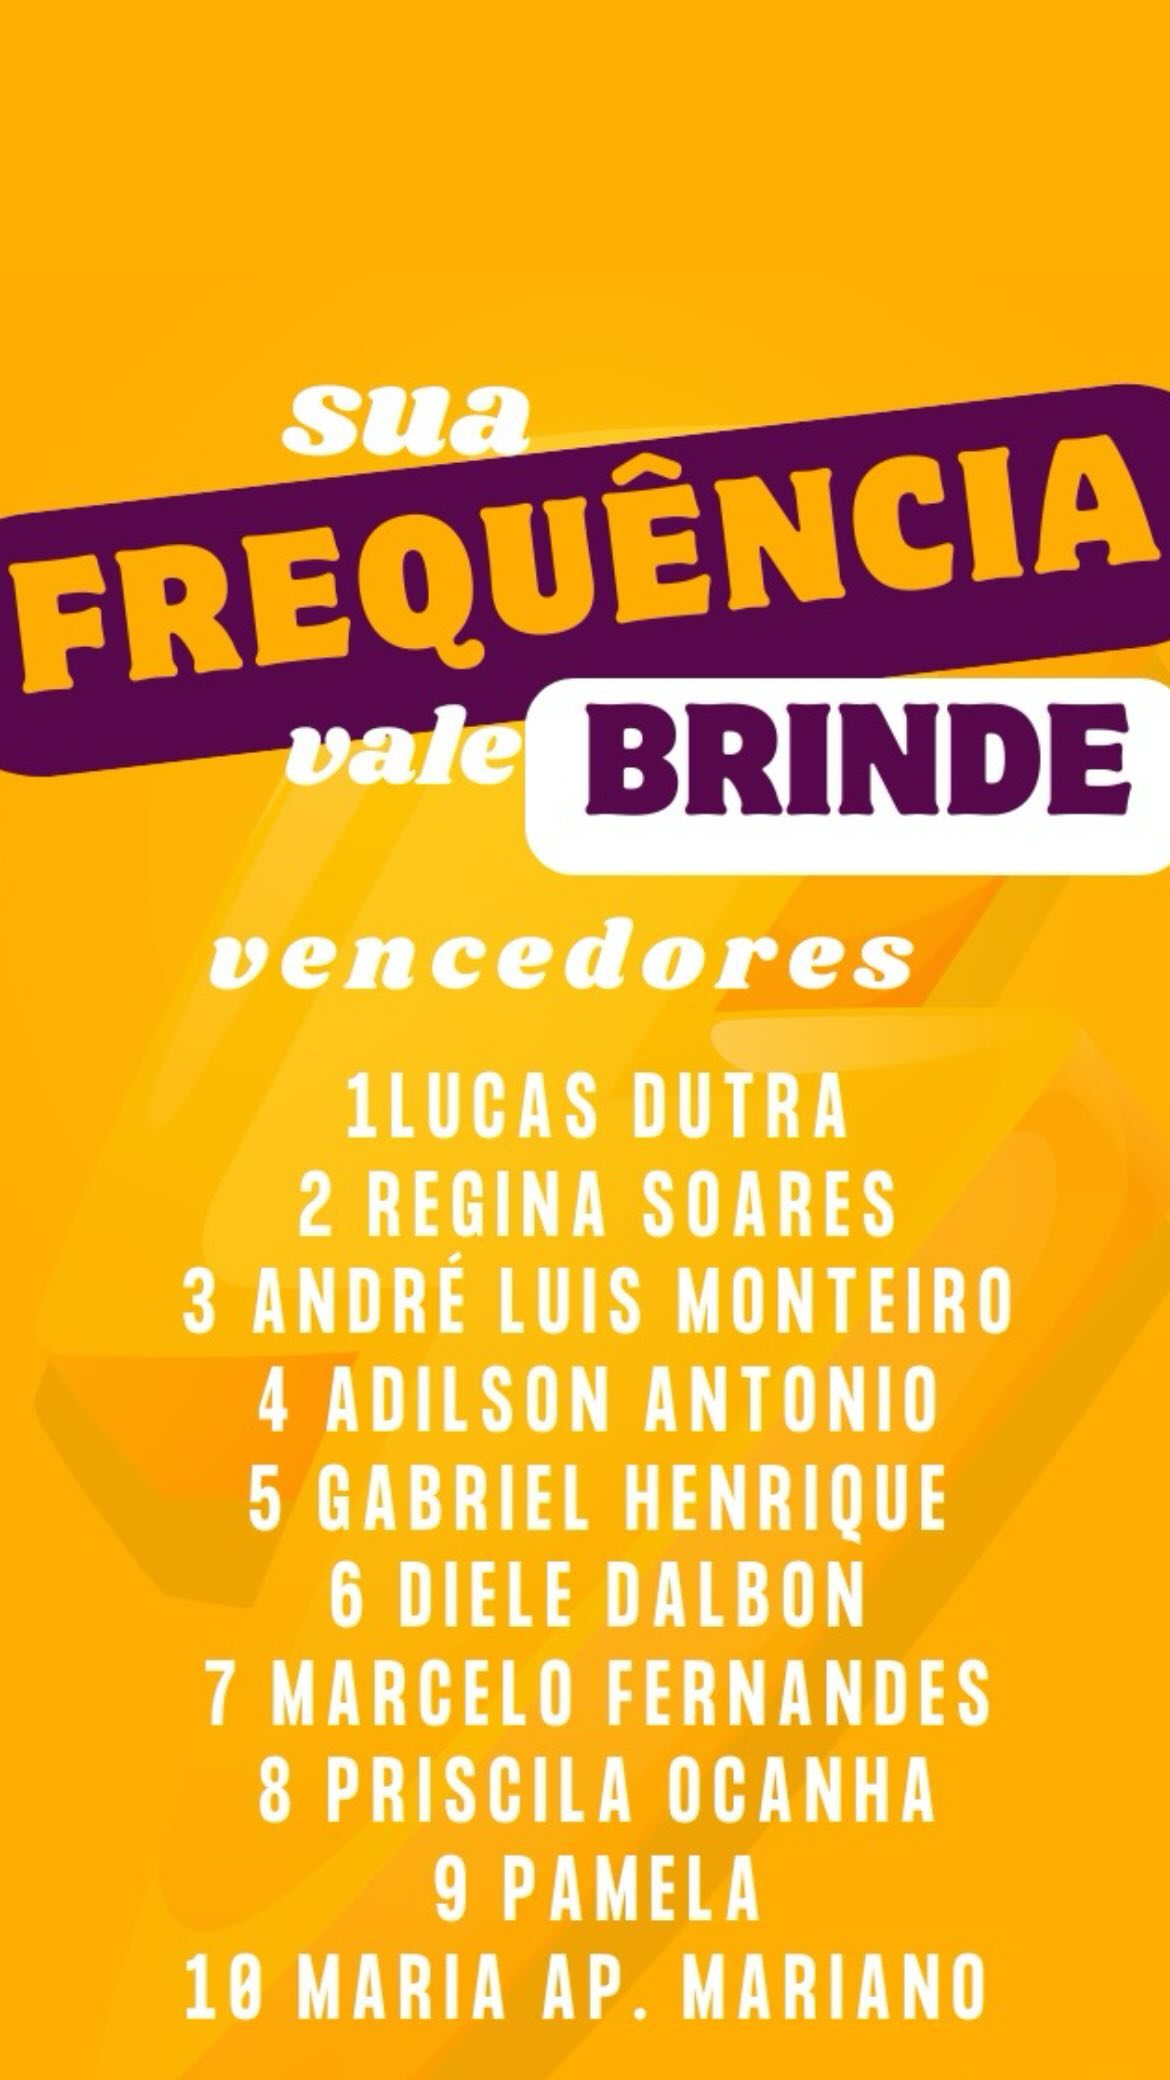 sua
FREQUÊNCIA
vale BRINDE
vencedores
1LUCAS DUTRA
2 REGINA SOARES
3 ANDRÉ LUIS MONTEIRO
4 ADILSON ANTONIO
5 GABRIEL HENRIQUE
6 DIELE DALBON
7 MARCELO FERNANDES
8 PRISCILA OCANHA
9 PAMELA
10 MARIA AP. MARIANO